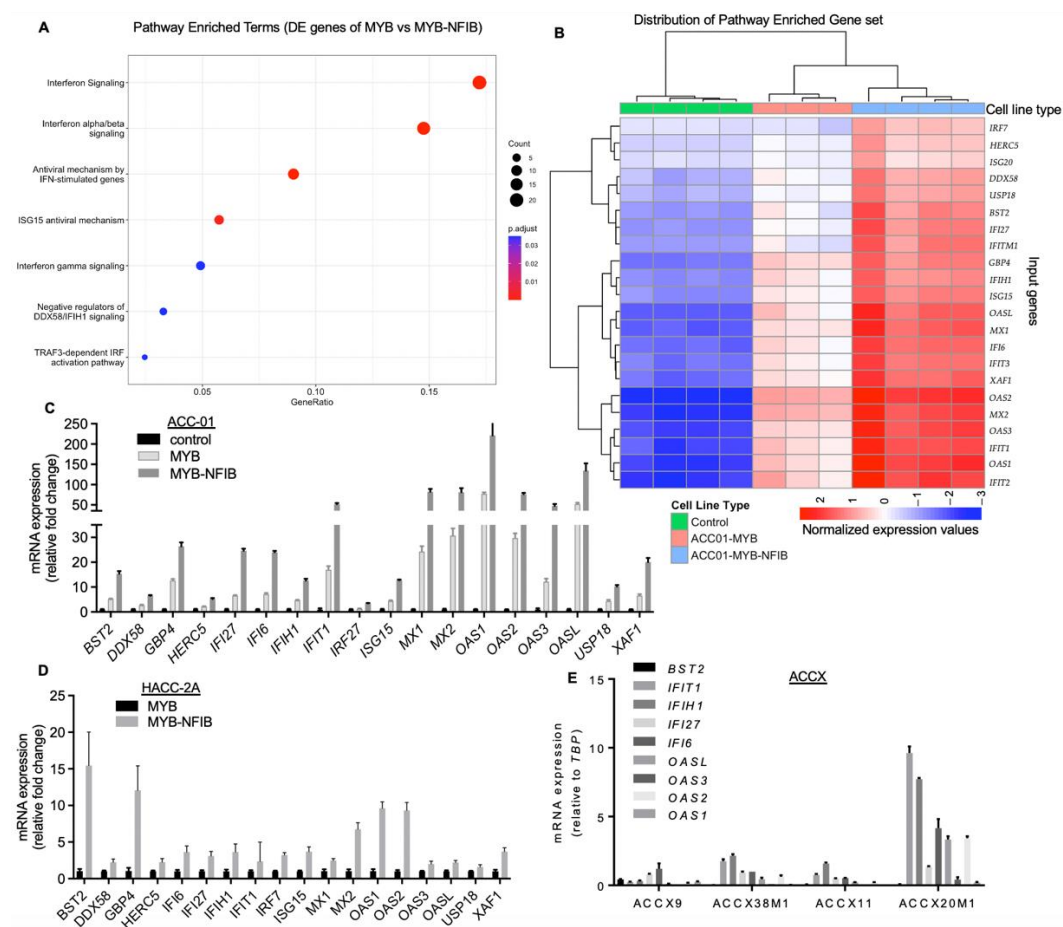 A
Pathway Enriched Terms (DE genes of MYB vs MYB-NFIB)
Interferon Signaling
Interferon alpha/beta
signaling
Antiviral mechanism by
IFN-stimulated genes
ISG15 antiviral mechanism
Interferon gamma signaling
Negative regulators of
DDX58/IFIH1 signaling
TRAF3-dependent IRF
activation pathway
0.05
0.10
0.15
GeneRatio
Count
5
10
15
20
p.adjust
0.03
0.02
0.01
B
Distribution of Pathway Enriched Gene set
Cell line type
IRF7
HERC5
ISG20
DDX58
USP18
BST2
IFI27
IFITM1
GBP4
IFIH1
ISG15
OASL
MX1
IFI6
IFIT3
XAF1
OAS2
MX2
OAS3
IFIT1
OAS1
IFIT2
Input genes
Cell Line Type
Control
ACC01-MYB
ACC01-MYB-NFIB
2
1
0
−1
−2
−3
Normalized expression values
C
ACC-01
control
MYB
MYB-NFIB
mRNA expression
(relative fold change)
250
200
150
100
50
30
20
10
0
BST2
DDX58
GBP4
HERC5
IFI27
IFI6
IFIH1
IFIT1
IRF27
ISG15
MX1
MX2
OAS1
OAS2
OAS3
OASL
USP18
XAF1
D
HACC-2A
MYB
MYB-NFIB
mRNA expression
(relative fold change)
25
20
15
10
5
0
BST2
DDX58
GBP4
HERC5
IFI6
IFI27
IFIH1
IFIT1
IRF7
ISG15
MX1
MX2
OAS1
OAS2
OAS3
OASL
USP18
XAF1
E
ACCX
BST2
IFIT1
IFIH1
IFI27
IFI6
OASL
OAS3
OAS2
OAS1
mRNA expression
(relative to TBP)
15
10
5
0
ACCX9
ACCX38M1
ACCX11
ACCX20M1